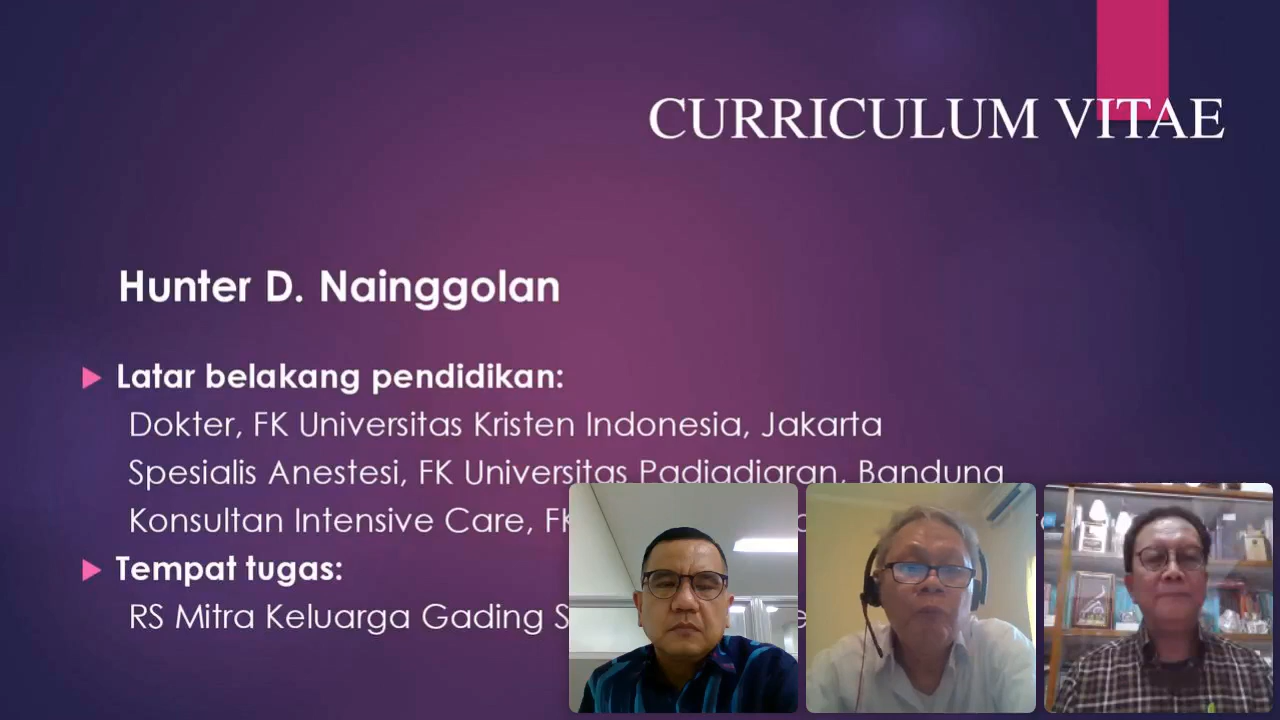 CURRICULUM VITAE
Hunter D. Nainggolan
Latar belakang pendidikan:
Dokter, FK Universitas Kristen Indonesia, Jakarta
Spesialis Anestesi, FK Universitas Padjadjaran, Bandung
Konsultan Intensive Care, FK
Tempat tugas:
RS Mitra Keluarga Gading